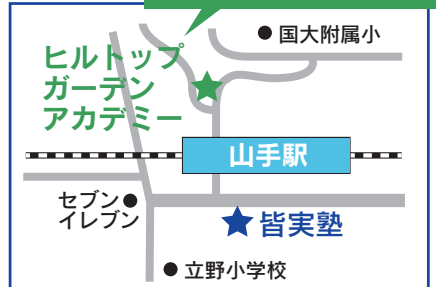 国大附属小
ヒルトップ
ガーデン
アカデミー
山手駅
セブン
イレブン
皆実塾
立野小学校